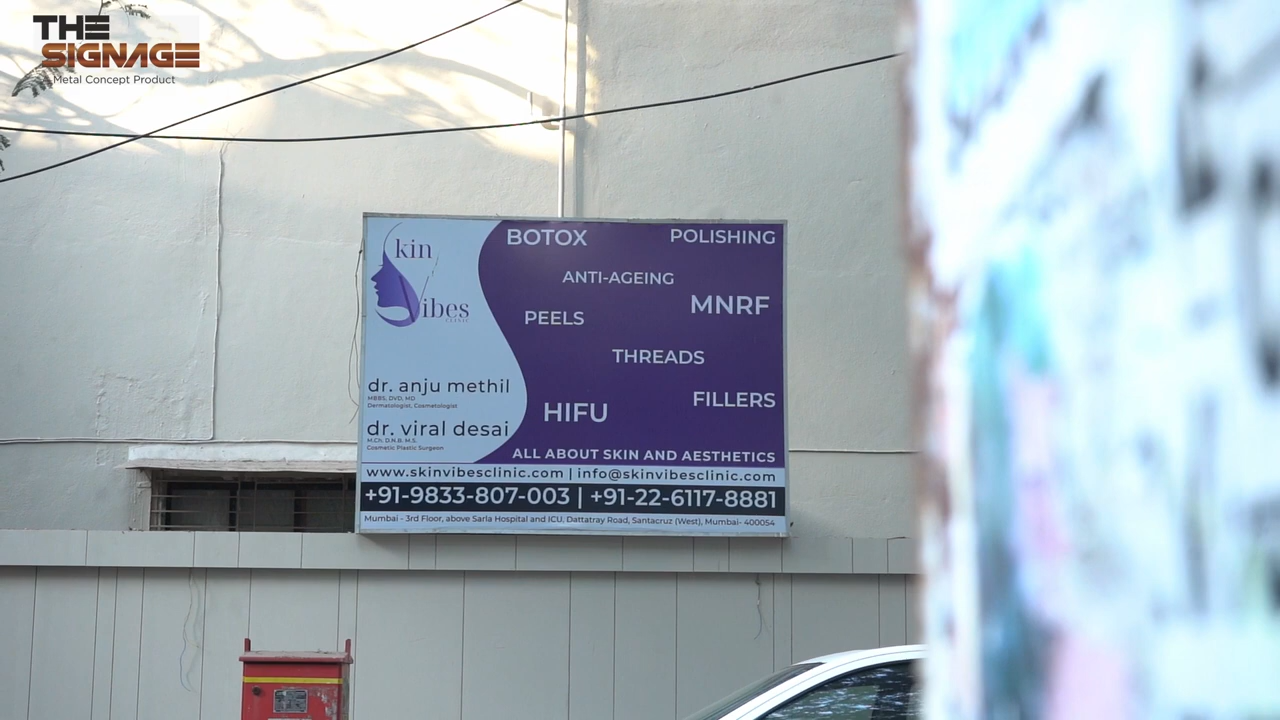 THE
SIGNAGE
Metal Concept Product
Skin
Vibes
CLINIC
BOTOX
POLISHING
ANTI-AGEING
MNRF
PEELS
THREADS
FILLERS
HIFU
dr. anju methil
MBBS, DVD, MD
Dermatologist, Cosmetologist
dr. viral desai
M.Ch. D.N.B. M.S.
Cosmetic Plastic Surgeon
ALL ABOUT SKIN AND AESTHETICS
www.skinvibesclinic.com | info@skinvibesclinic.com
+91-9833-807-003 | +91-22-6117-8881
Mumbai - 3rd Floor, above Sarla Hospital and ICU, Dattatray Road, Santacruz (West), Mumbai- 400054